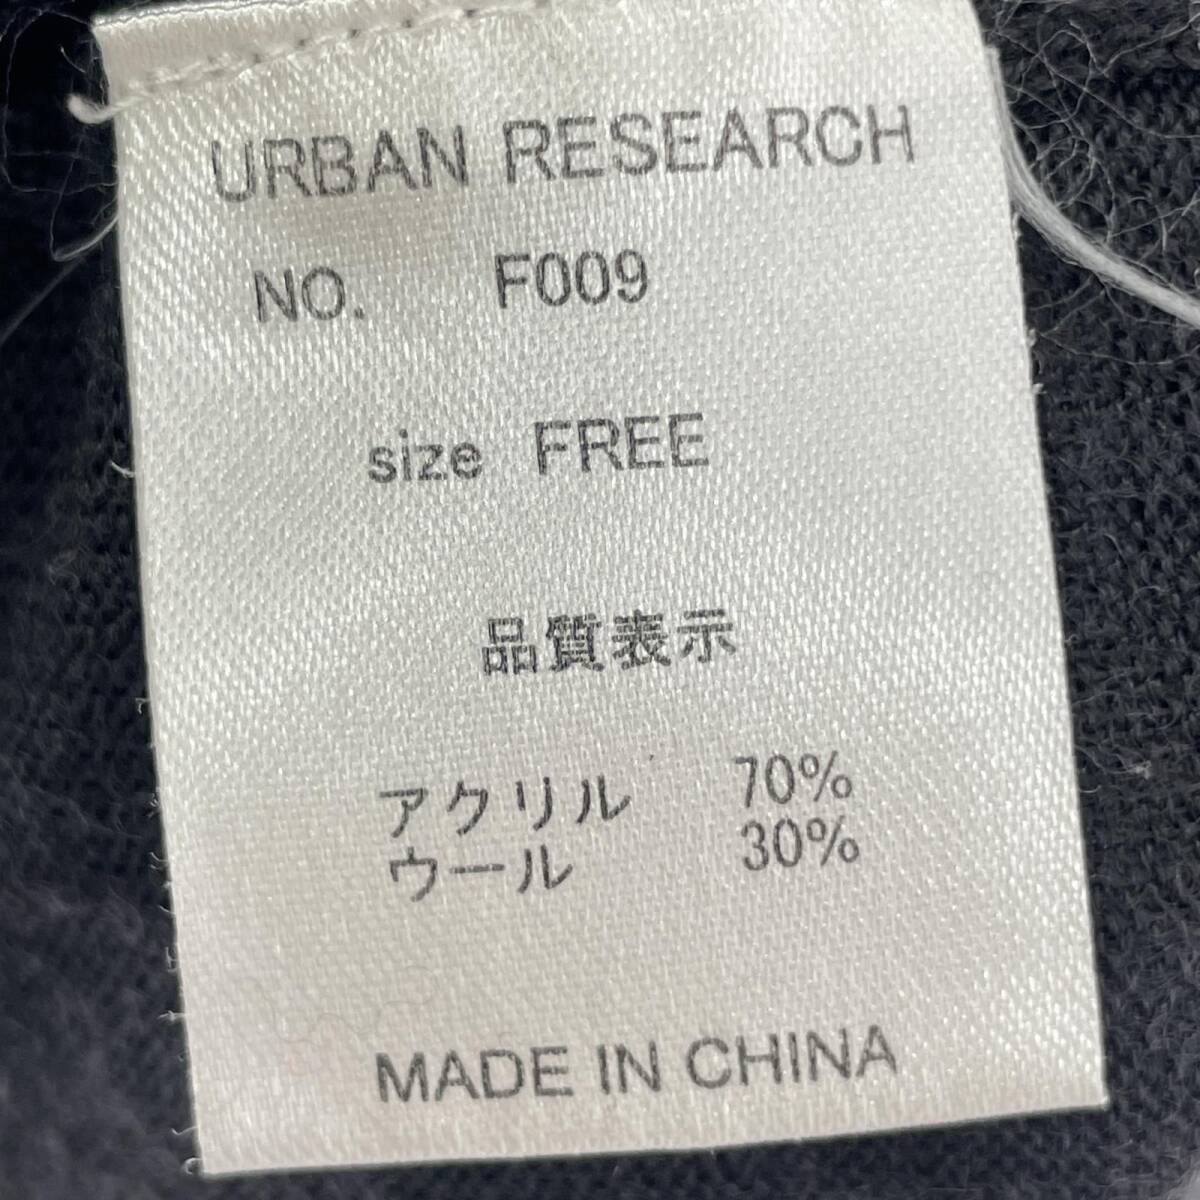 URBAN RESEARCH
NO. F009
size FREE
品質表示
アクリル 70%
ウール 30%
MADE IN CHINA